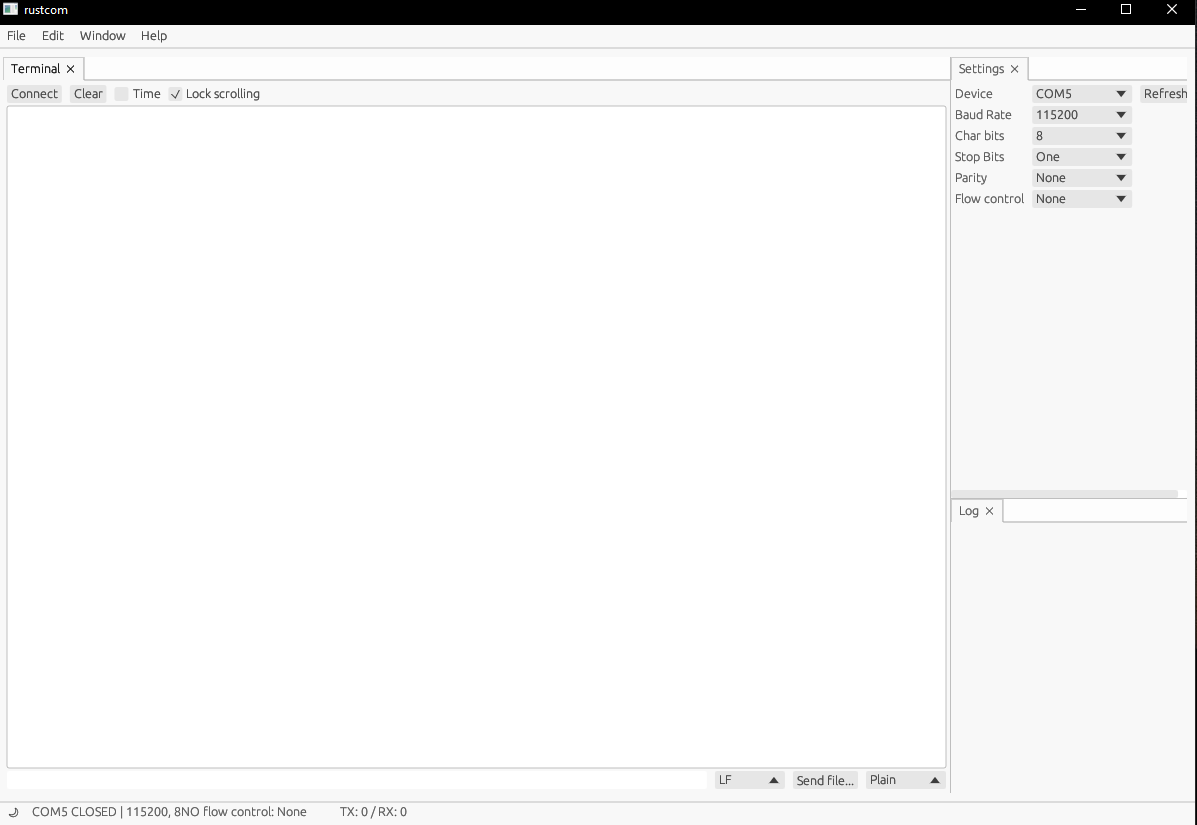 rustcom
File Edit Window Help
Terminal
Connect Clear Time Lock scrolling
Settings
Device COM5 Refresh
Baud Rate 115200
Char bits 8
Stop Bits One
Parity None
Flow control None
Log
LF Send file... Plain
COM5 CLOSED | 115200, 8NO flow control: None TX: 0 / RX: 0